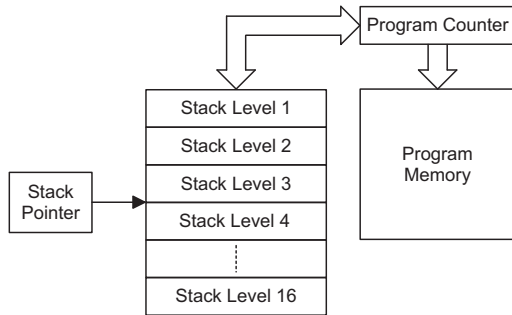 Program Counter
Stack Level 1
Stack Level 2
Stack Level 3
Stack Level 4
Stack Level 16
Stack
Pointer
Program
Memory